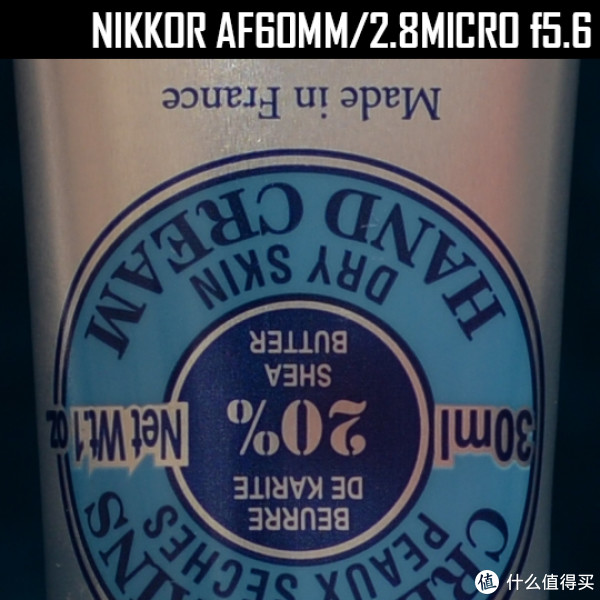 NIKKOR AF60MM/2.8MICRO f5.6
PEAUX SECHES
BEURRE
DE KARITE
30ml 20% Net Wt.1 oz
SHEA
BUTTER
DRY SKIN
HAND CREAM
Made in France
值 什么值得买